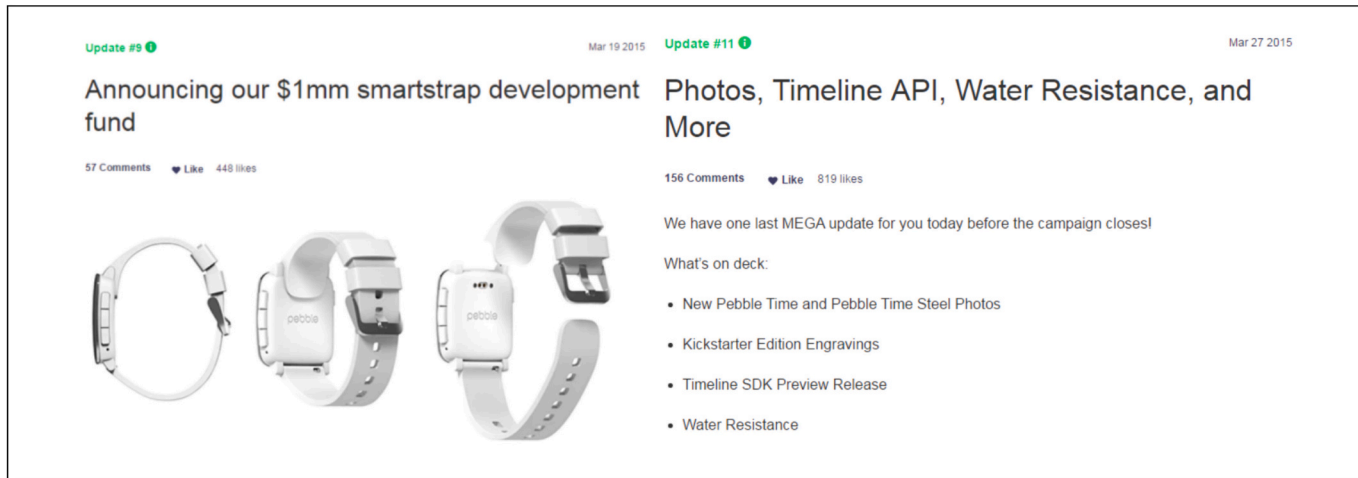 Update #9
Mar 19 2015
Announcing our $1mm smartstrap development
fund
57 Comments
Like
448 likes
pebble
pebble
Update #11
Mar 27 2015
Photos, Timeline API, Water Resistance, and
More
156 Comments
Like
819 likes
We have one last MEGA update for you today before the campaign closes!
What's on deck:
• New Pebble Time and Pebble Time Steel Photos
• Kickstarter Edition Engravings
• Timeline SDK Preview Release
• Water Resistance